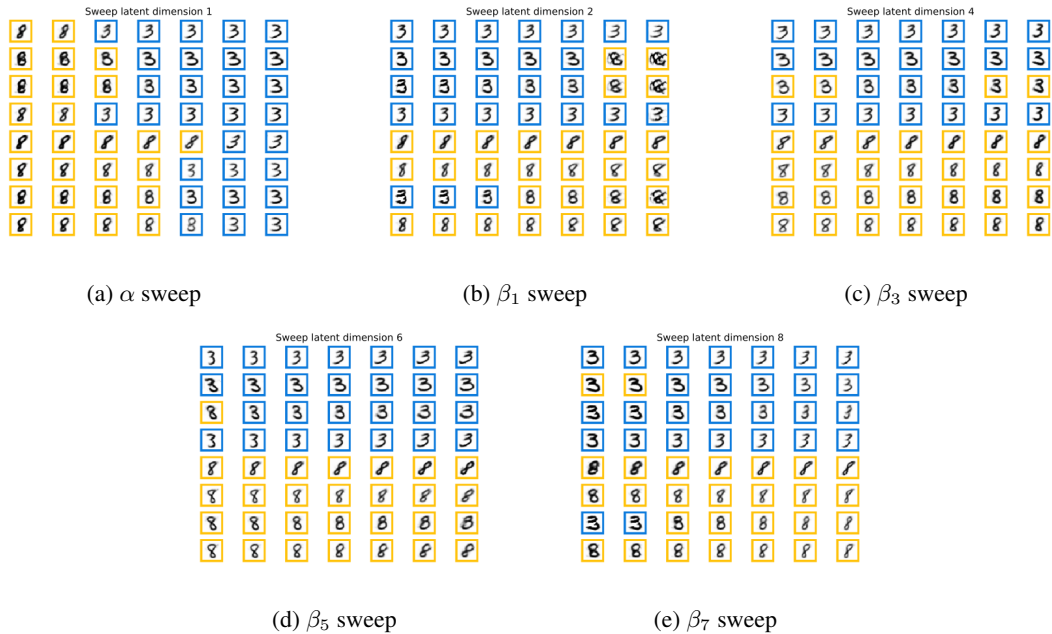 Sweep latent dimension 1
Sweep latent dimension 2
Sweep latent dimension 4
(a) α sweep
(b) β₁ sweep
(c) β₃ sweep
Sweep latent dimension 6
Sweep latent dimension 8
(d) β₅ sweep
(e) β₇ sweep